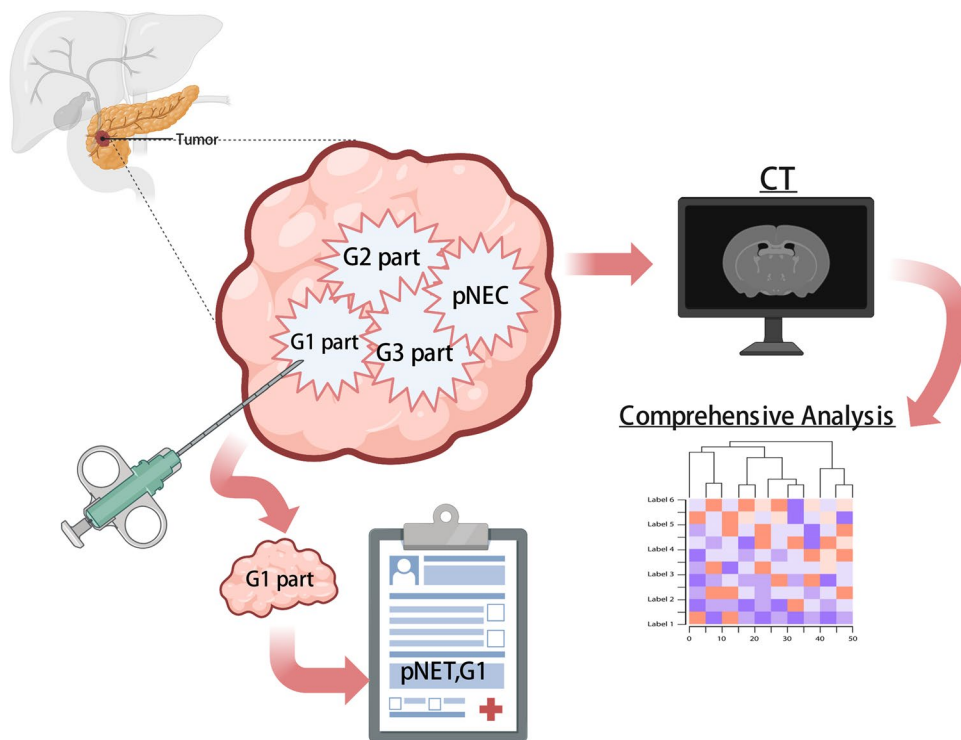 Tumor
G2 part
pNEC
G1 part
G3 part
CT
Comprehensive Analysis
Label 6
Label 5
Label 4
Label 3
Label 2
Label 1
0 10 20 30 40 50
G1 part
pNET,G1